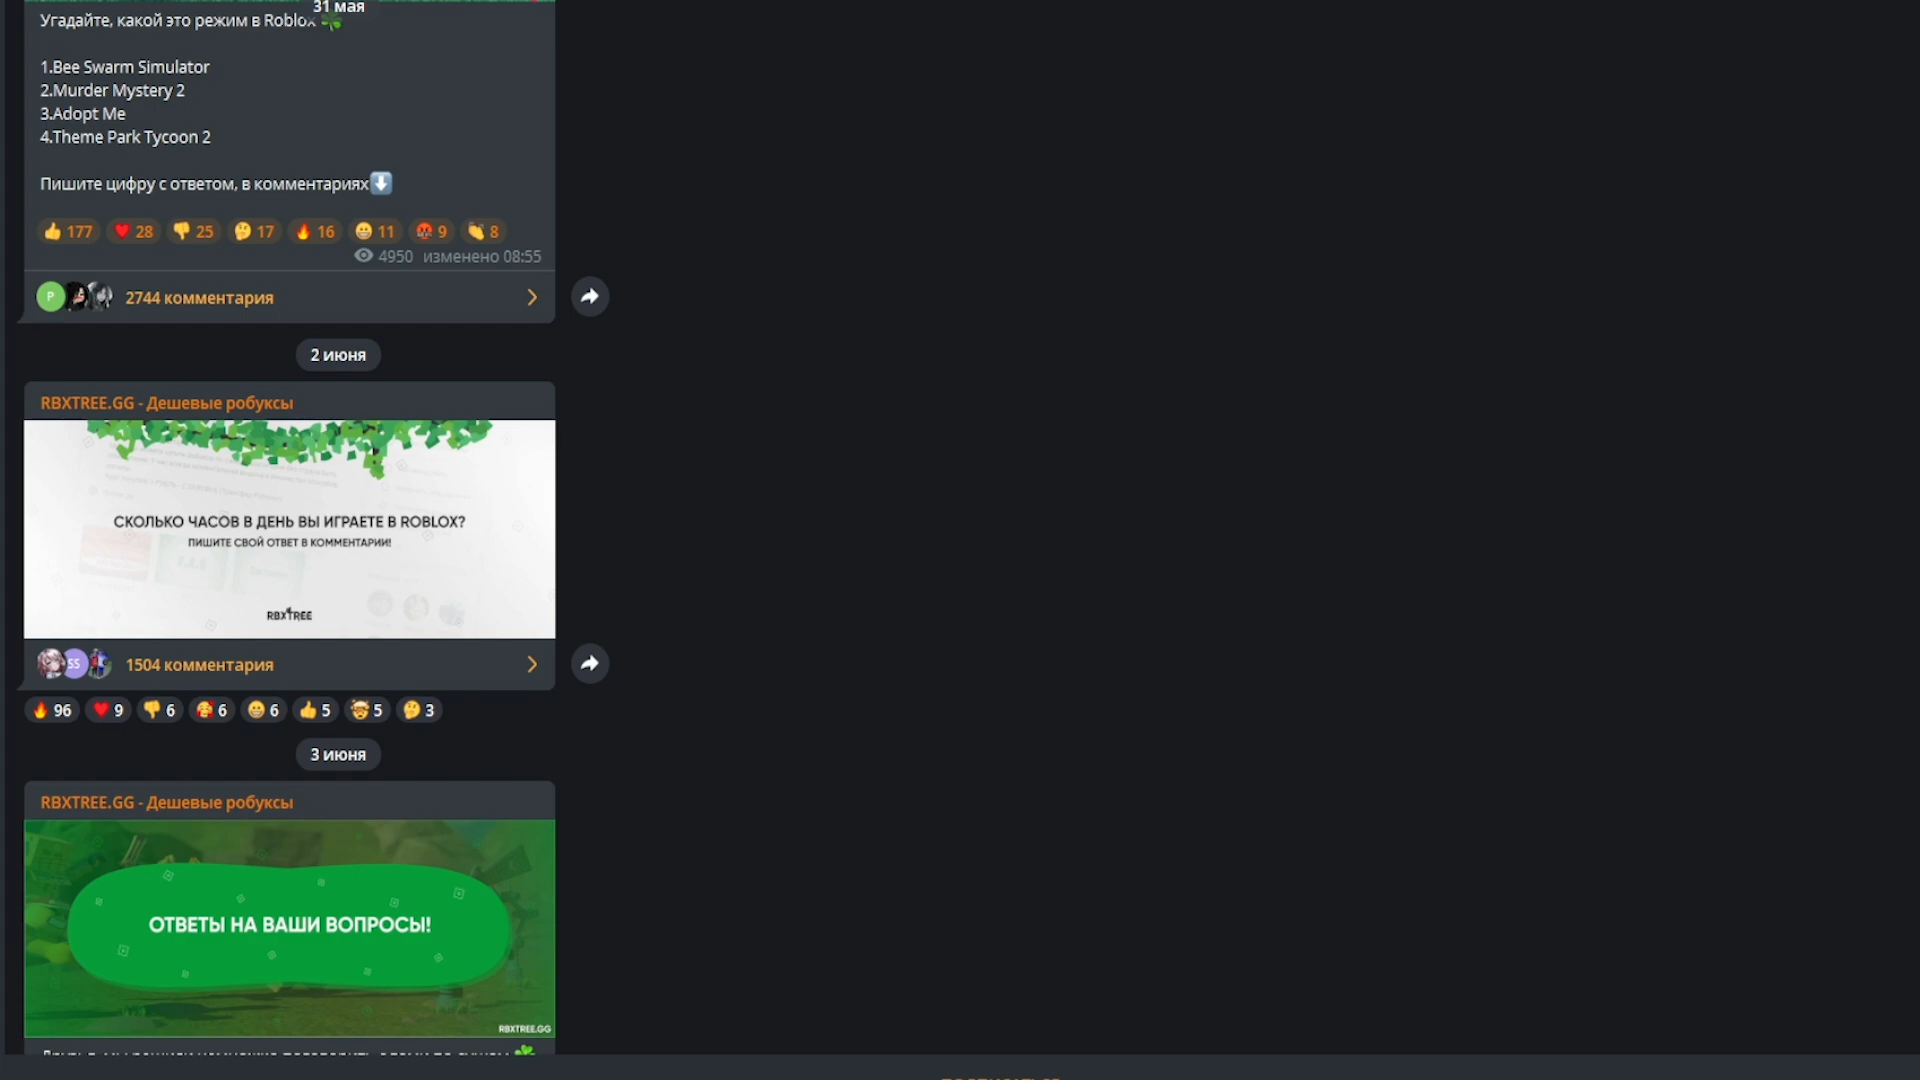 31 мая
Угадайте, какой это режим в Roblox
1.Bee Swarm Simulator
2.Murder Mystery 2
3.Adopt Me
4.Theme Park Tycoon 2
Пишите цифру с ответом, в комментариях
177 28 25 17 16 11 9 8
4950 изменено 08:55
P 2744 комментария
2 июня
RBXTREE.GG - Дешевые робуксы
СКОЛЬКО ЧАСОВ В ДЕНЬ ВЫ ИГРАЕТЕ В ROBLOX?
ПИШИТЕ СВОЙ ОТВЕТ В КОММЕНТАРИИ!
RBXTREE
SS 1504 комментария
96 9 6 6 6 5 5 3
3 июня
RBXTREE.GG - Дешевые робуксы
ОТВЕТЫ НА ВАШИ ВОПРОСЫ!
RBXTREE.GG